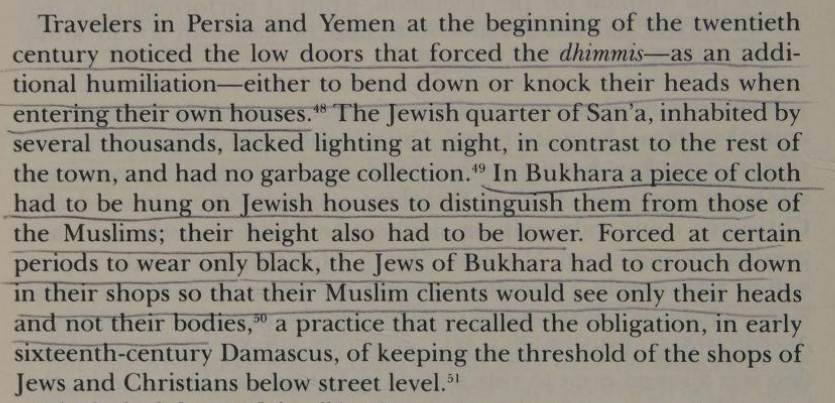 Travelers in Persia and Yemen at the beginning of the twentieth
century noticed the low doors that forced the dhimmis—as an addi-
tional humiliation—either to bend down or knock their heads when
entering their own houses.⁴⁸ The Jewish quarter of San'a, inhabited by
several thousands, lacked lighting at night, in contrast to the rest of
the town, and had no garbage collection.⁴⁹ In Bukhara a piece of cloth
had to be hung on Jewish houses to distinguish them from those of
the Muslims; their height also had to be lower. Forced at certain
periods to wear only black, the Jews of Bukhara had to crouch down
in their shops so that their Muslim clients would see only their heads
and not their bodies,⁵⁰ a practice that recalled the obligation, in early
sixteenth-century Damascus, of keeping the threshold of the shops of
Jews and Christians below street level.⁵¹